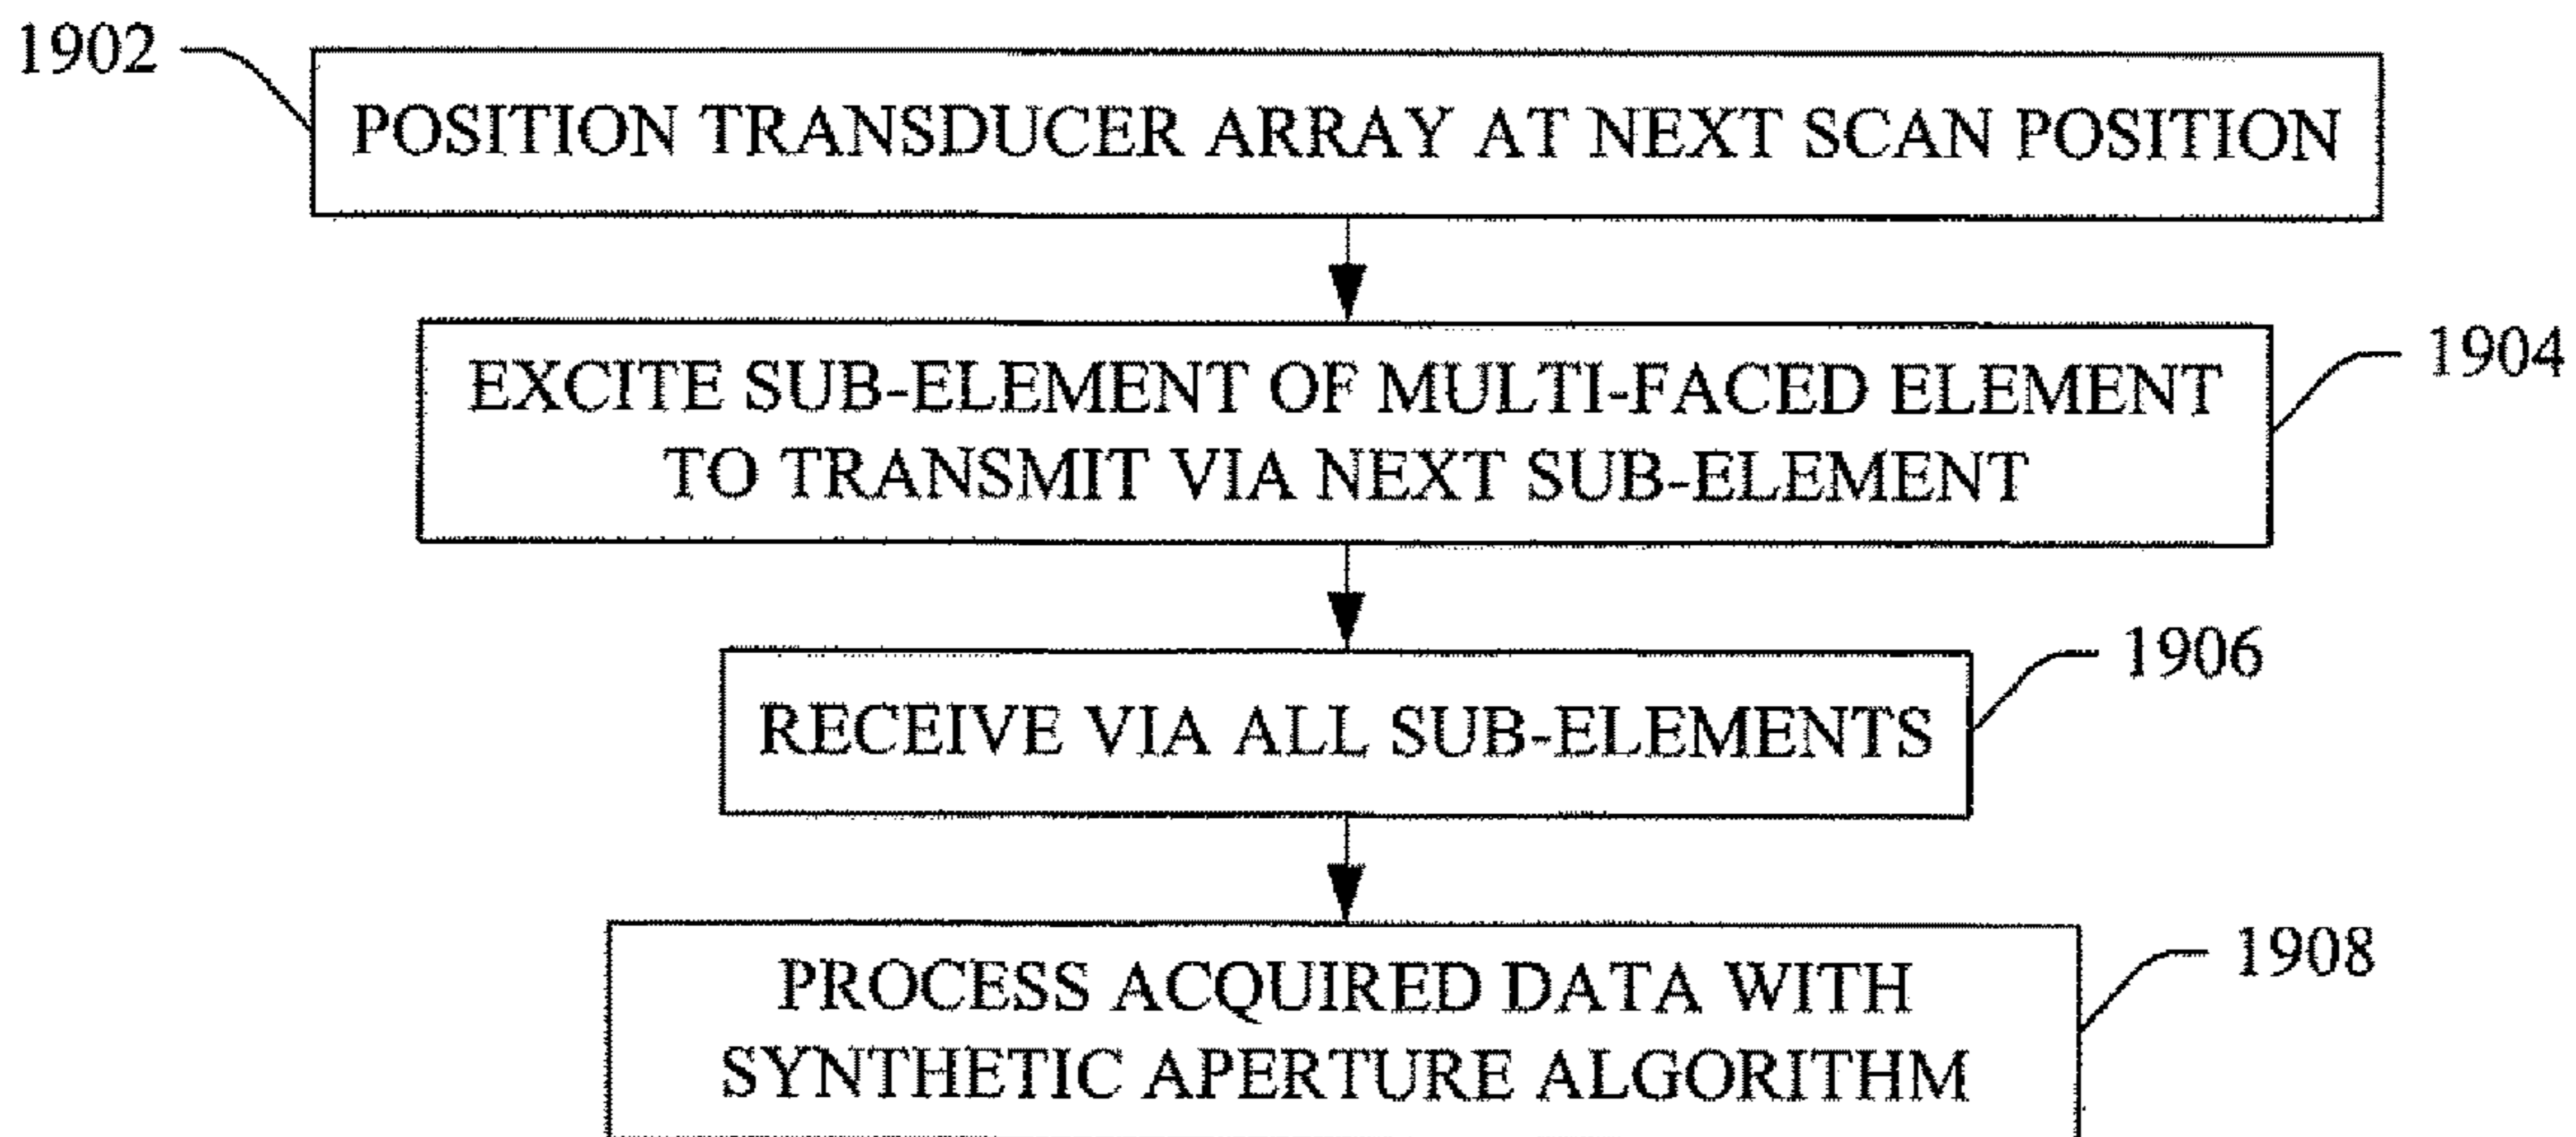 1902
POSITION TRANSDUCER ARRAY AT NEXT SCAN POSITION
EXCITE SUB-ELEMENT OF MULTI-FACED ELEMENT
TO TRANSMIT VIA NEXT SUB-ELEMENT
1904
RECEIVE VIA ALL SUB-ELEMENTS
1906
PROCESS ACQUIRED DATA WITH
SYNTHETIC APERTURE ALGORITHM
1908